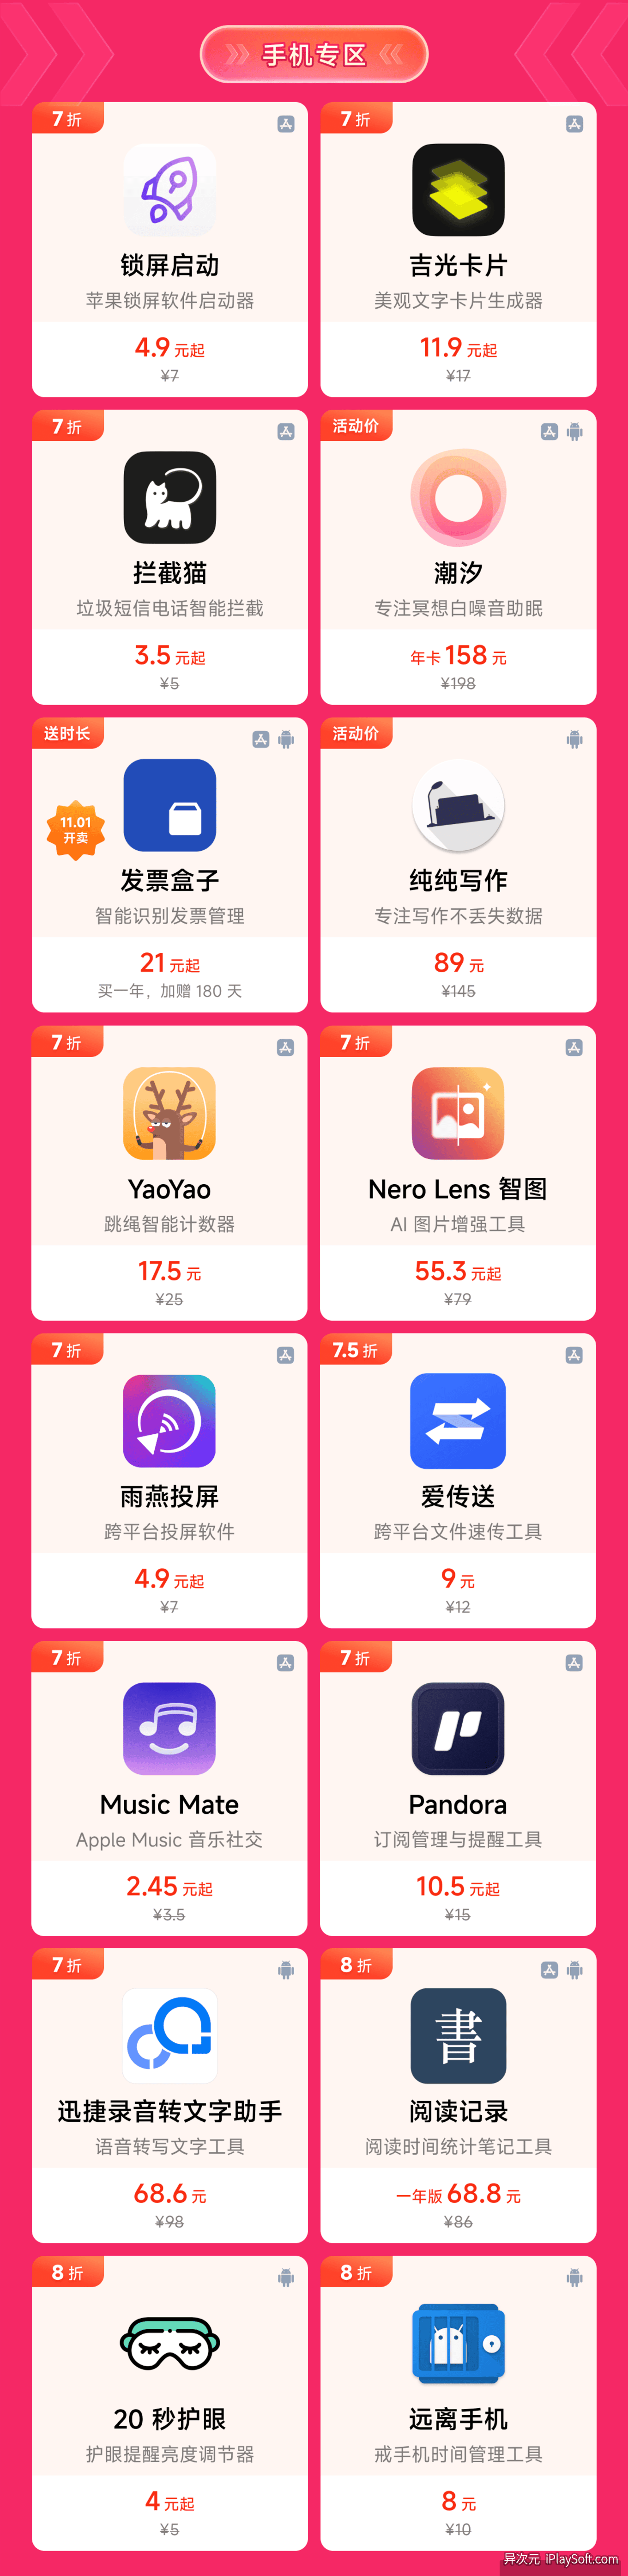 手机专区
7 折
锁屏启动
苹果锁屏软件启动器
4.9 元起
¥7
7 折
吉光卡片
美观文字卡片生成器
11.9 元起
¥17
7 折
拦截猫
垃圾短信电话智能拦截
3.5 元起
¥5
活动价
潮汐
专注冥想白噪音助眠
年卡 158 元
¥198
送时长
11.01
开卖
发票盒子
智能识别发票管理
21 元起
买一年，加赠 180 天
活动价
纯纯写作
专注写作不丢失数据
89 元
¥145
7 折
YaoYao
跳绳智能计数器
17.5 元
¥25
7 折
Nero Lens 智图
AI 图片增强工具
55.3 元起
¥79
7 折
雨燕投屏
跨平台投屏软件
4.9 元起
¥7
7.5 折
爱传送
跨平台文件速传工具
9 元
¥12
7 折
Music Mate
Apple Music 音乐社交
2.45 元起
¥3.5
7 折
Pandora
订阅管理与提醒工具
10.5 元起
¥15
7 折
迅捷录音转文字助手
语音转写文字工具
68.6 元
¥98
8 折
書
阅读记录
阅读时间统计笔记工具
一年版 68.8 元
¥86
8 折
20 秒护眼
护眼提醒亮度调节器
4 元起
¥5
8 折
远离手机
戒手机时间管理工具
8 元
¥10
异次元 iPlaySoft.com